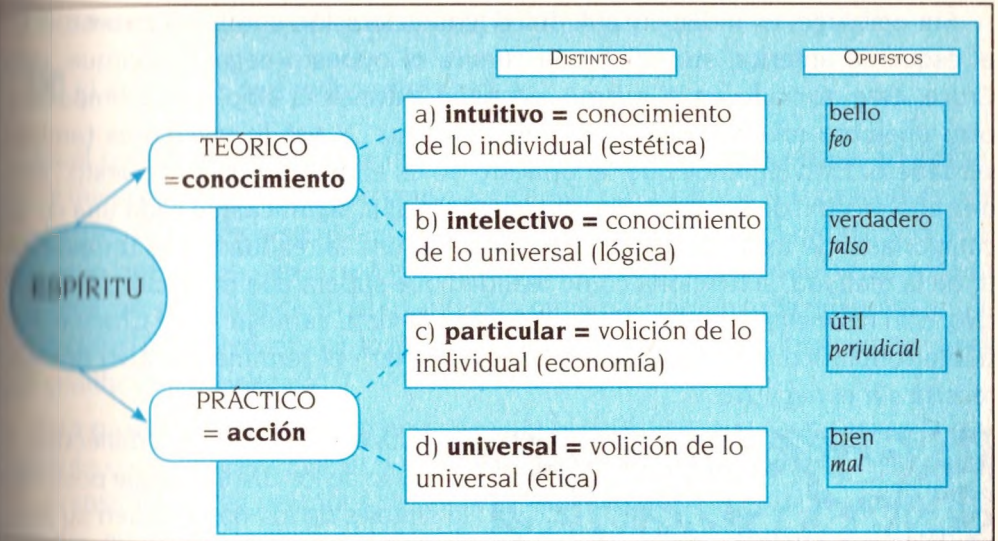 DISTINTOS
OPUESTOS
a) intuitivo = conocimiento
de lo individual (estética)
bello
feo
TEÓRICO
=conocimiento
b) intelectivo = conocimiento
de lo universal (lógica)
verdadero
falso
ESPÍRITU
c) particular = volición de lo
individual (economía)
útil
perjudicial
PRÁCTICO
= acción
d) universal = volición de lo
universal (ética)
bien
mal